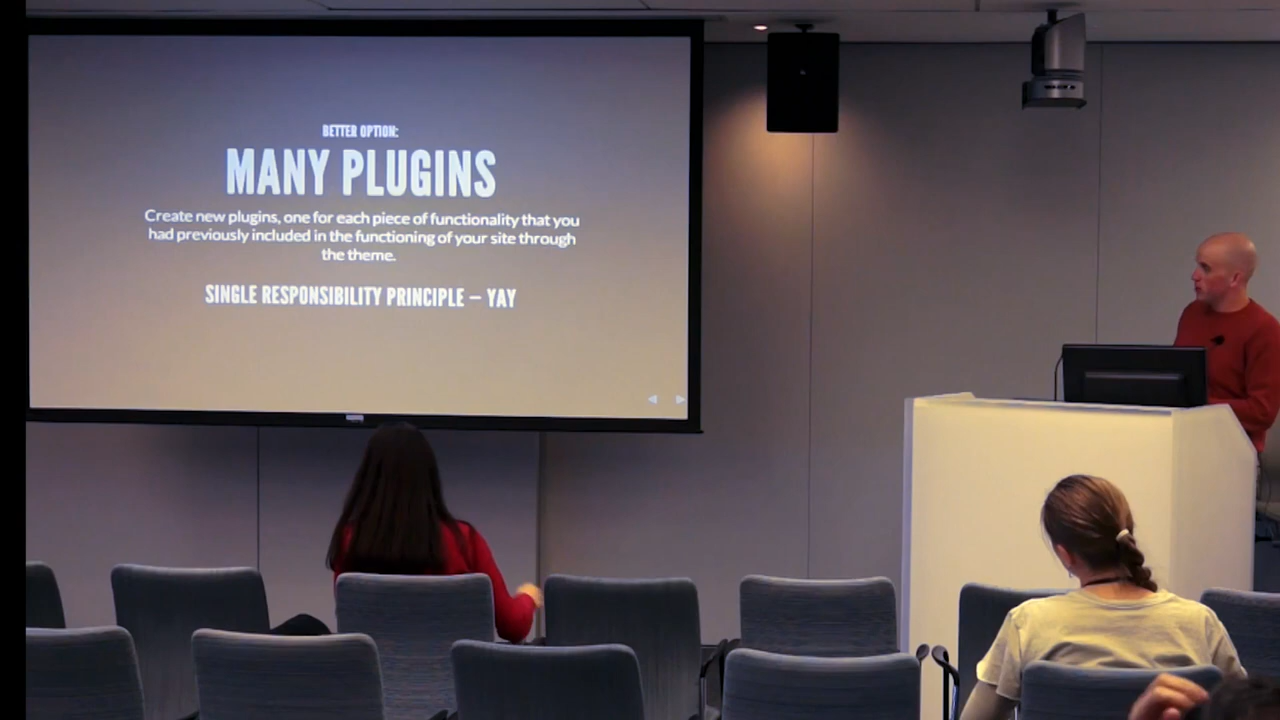 BETTER OPTION:
MANY PLUGINS
Create new plugins, one for each piece of functionality that you
had previously included in the functioning of your site through
the theme.
SINGLE RESPONSIBILITY PRINCIPLE – YAY